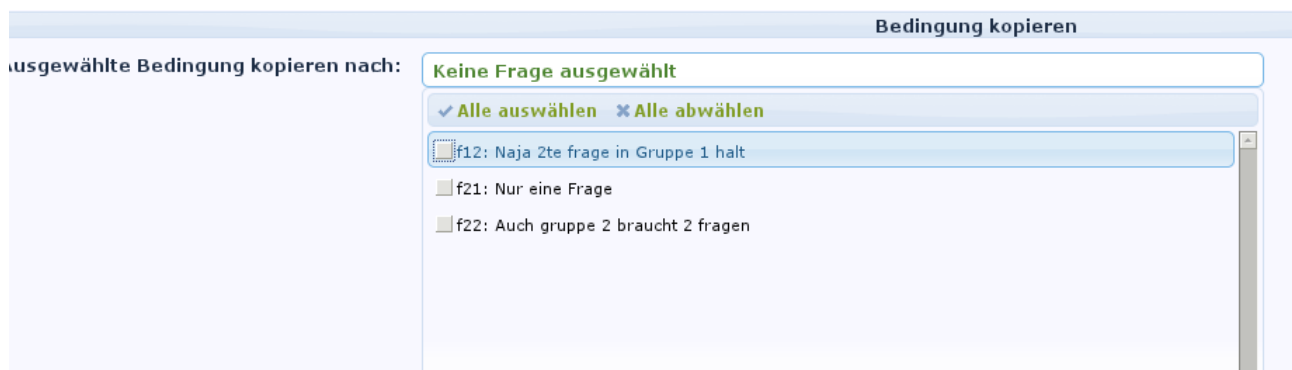 Bedingung kopieren
Ausgewählte Bedingung kopieren nach:
Keine Frage ausgewählt
Alle auswählen Alle abwählen
f12: Naja 2te frage in Gruppe 1 halt
f21: Nur eine Frage
f22: Auch gruppe 2 braucht 2 fragen